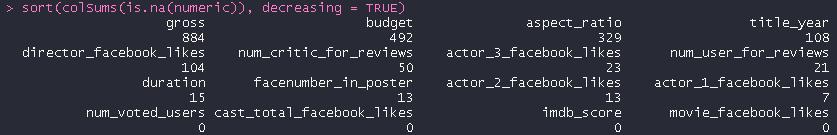 > sort(colSums(is.na(numeric)), decreasing = TRUE)
gross budget aspect_ratio title_year
884 492 329 108
director_facebook_likes num_critic_for_reviews actor_3_facebook_likes num_user_for_reviews
104 50 23 21
duration facenumber_in_poster actor_2_facebook_likes actor_1_facebook_likes
15 13 13 7
num_voted_users cast_total_facebook_likes imdb_score movie_facebook_likes
0 0 0 0